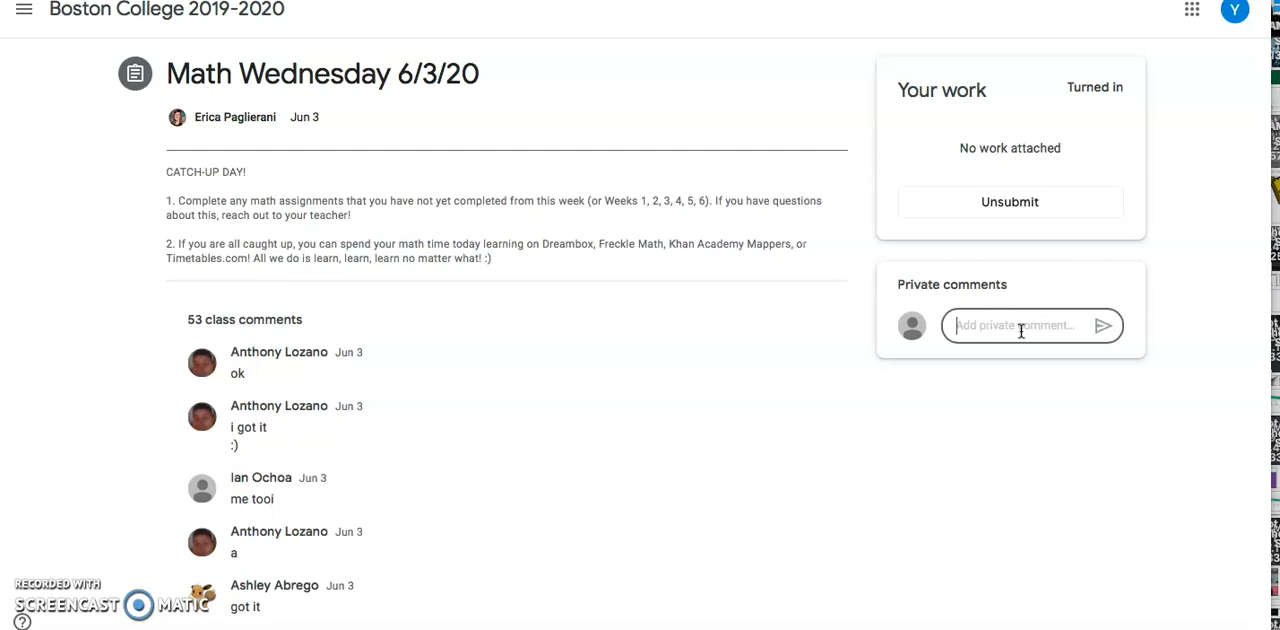 Boston College 2019-2020
Y
Math Wednesday 6/3/20
Erica Paglierani Jun 3
CATCH-UP DAY!
1. Complete any math assignments that you have not yet completed from this week (or Weeks 1, 2, 3, 4, 5, 6). If you have questions
about this, reach out to your teacher!
2. If you are all caught up, you can spend your math time today learning on Dreambox, Freckle Math, Khan Academy Mappers, or
Timetables.com! All we do is learn, learn, learn no matter what! :)
53 class comments
Anthony Lozano Jun 3
ok
Anthony Lozano Jun 3
i got it
:)
Ian Ochoa Jun 3
me tooi
Anthony Lozano Jun 3
a
Ashley Abrego Jun 3
got it
Your work Turned in
No work attached
Unsubmit
Private comments
Add private comment...
RECORDED WITH
SCREENCAST MATIC
?